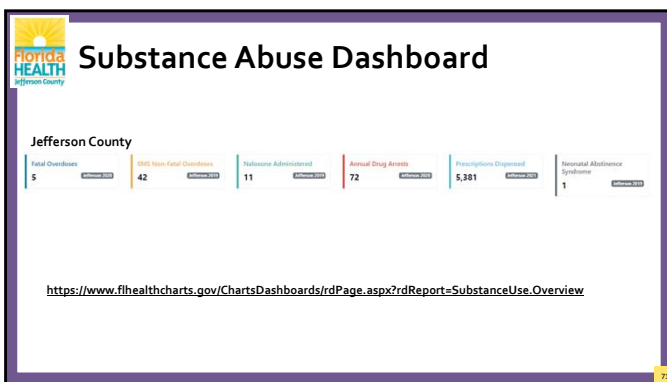 Florida
HEALTH
Jefferson County
Substance Abuse Dashboard
Jefferson County
Fatal Overdoses
5 Jefferson 2020
EMS Non-Fatal Overdoses
42 Jefferson 2019
Naloxone Administered
11 Jefferson 2019
Annual Drug Arrests
72 Jefferson 2020
Prescriptions Dispensed
5,381 Jefferson 2021
Neonatal Abstinence
Syndrome
1 Jefferson 2019
https://www.flhealthcharts.gov/ChartsDashboards/rdPage.aspx?rdReport=SubstanceUse.Overview